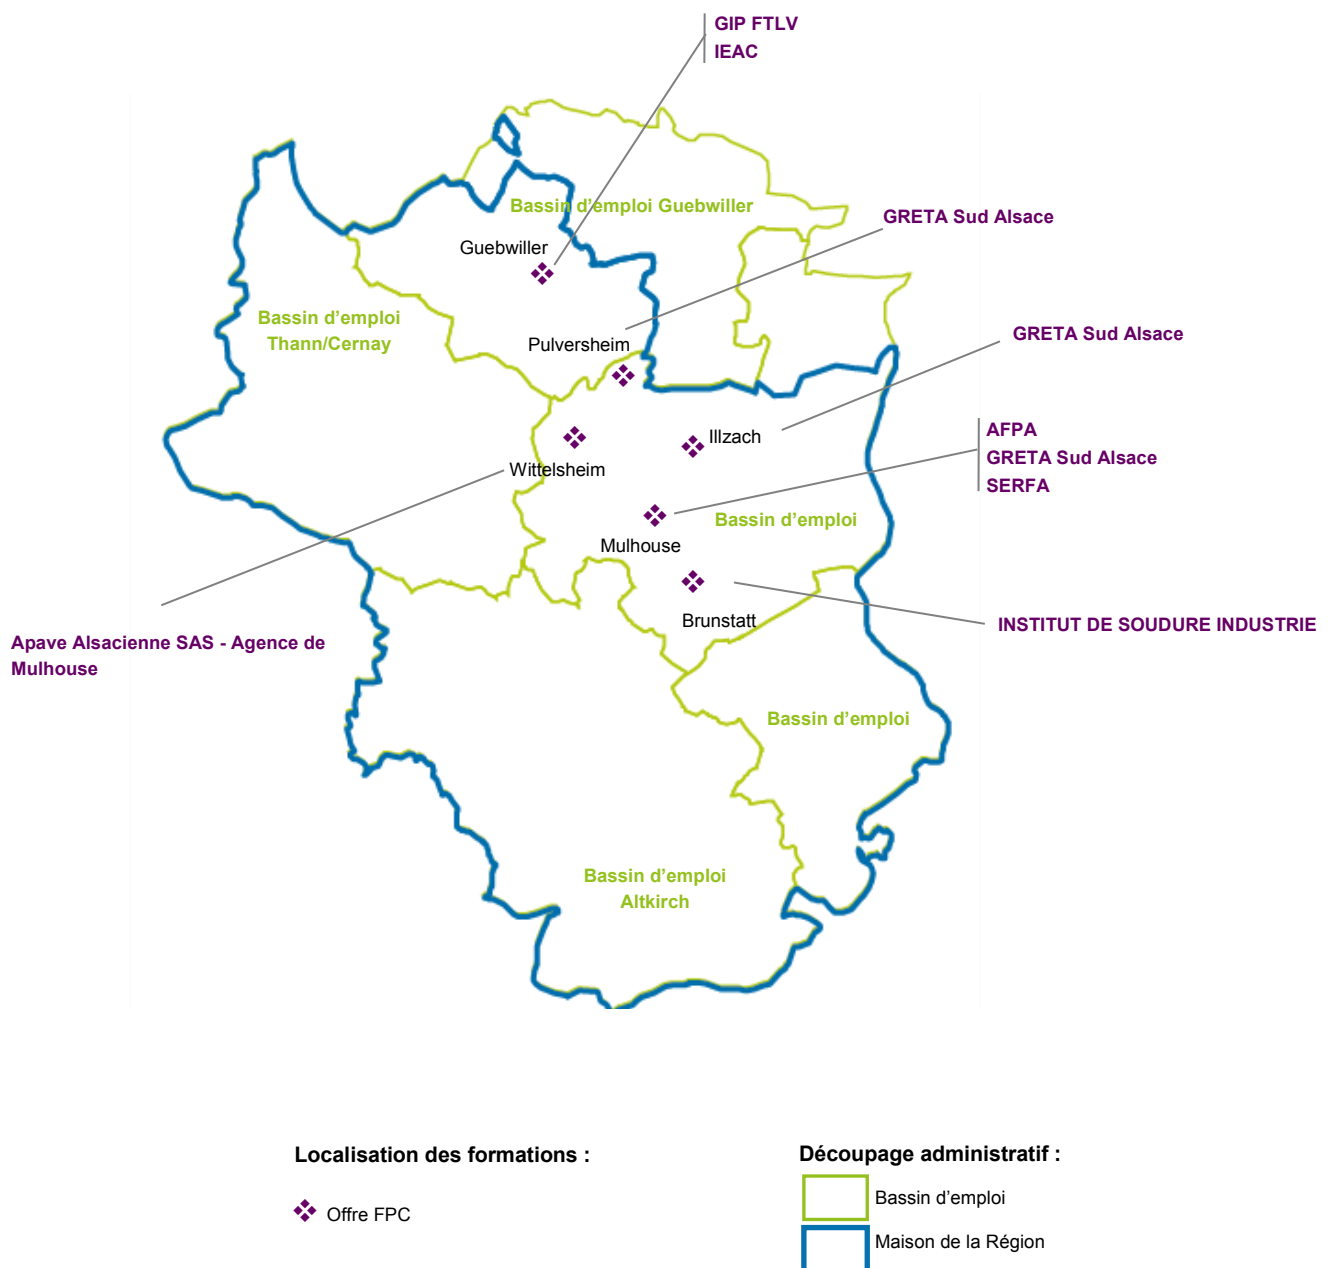 GIP FTLV
IEAC
Bassin d'emploi Guebwiller
GRETA Sud Alsace
Guebwiller
Bassin d'emploi
Thann/Cernay
Pulversheim
GRETA Sud Alsace
Illzach
AFPA
GRETA Sud Alsace
SERFA
Wittelsheim
Bassin d'emploi
Mulhouse
Brunstatt
INSTITUT DE SOUDURE INDUSTRIE
Apave Alsacienne SAS - Agence de
Mulhouse
Bassin d'emploi
Bassin d'emploi
Altkirch
Localisation des formations :
Offre FPC
Découpage administratif :
Bassin d'emploi
Maison de la Région